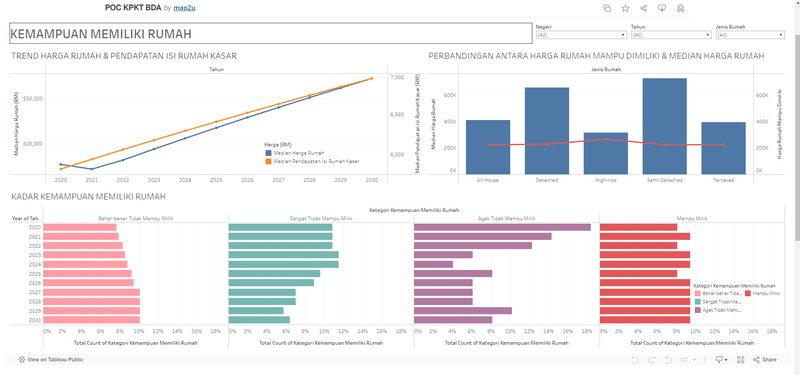 POC KPKT BDA by map2u
KEMAMPUAN MEMILIKI RUMAH
Negeri
(All)
Tahun
(All)
Jenis Rumah
(All)
TREND HARGA RUMAH & PENDAPATAN ISI RUMAH KASAR
Tahun
Median Harga Rumah (RM)
550,000
500,000
7,000
6,500
6,000
Median Pendapatan Isi Rumah Kasar (RM)
Harga (RM)
Median Harga Rumah
Median Pendapatan Isi Rumah Kasar
2020 2021 2022 2023 2024 2025 2026 2027 2028 2029 2030
PERBANDINGAN ANTARA HARGA RUMAH MAMPU DIMILIKI & MEDIAN HARGA RUMAH
Jenis Rumah
Median Harga Rumah
600K
400K
200K
0K
600K
400K
200K
0K
Harga Rumah Mampu Dimiliki
All House Detached High-rise Semi-Detached Terraced
KADAR KEMAMPUAN MEMILIKI RUMAH
Kategori Kemampuan Memiliki Rumah
Year of Tah.. Benar-benar Tidak Mampu Milik Sangat Tidak Mampu Milik Agak Tidak Mampu Milik Mampu Milik
2020
2021
2022
2023
2024
2025
2026
2027
2028
2029
2030
Kategori Kemampuan Memiliki Rumah
Benar-benar Tida... Mampu Milik
Sangat Tidak Ma...
Agak Tidak Mam...
0% 2% 4% 6% 8% 10% 12% 14% 16% 18% 0% 2% 4% 6% 8% 10% 12% 14% 16% 18% 0% 2% 4% 6% 8% 10% 12% 14% 16% 18% 0% 2% 4% 6% 8% 10% 12% 14% 16% 18%
Total Count of Kategori Kemampuan Memiliki Rumah Total Count of Kategori Kemampuan Memiliki Rumah Total Count of Kategori Kemampuan Memiliki Rumah Total Count of Kategori Kemampuan Memiliki Rumah
View on Tableau Public
Share